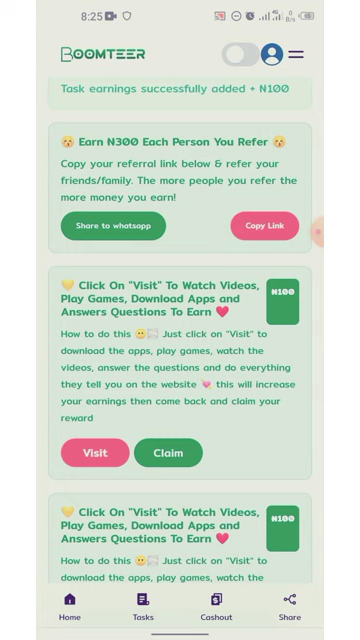 8:25
BOOMTEER
Task earnings successfully added + ₦100
😽 Earn N300 Each Person You Refer 😽
Copy your referral link below & refer your
friends/family. The more people you refer the
more money you earn!
Share to whatsapp
Copy Link
💛 Click On "Visit" To Watch Videos,
Play Games, Download Apps and
Answers Questions To Earn ❤️
₦100
How to do this Just click on "Visit" to
download the apps, play games, watch the
videos, answer the questions and do everything
they tell you on the website 💘 this will increase
your earnings then come back and claim your
reward
Visit
Claim
💛 Click On "Visit" To Watch Videos,
Play Games, Download Apps and
Answers Questions To Earn ❤️
₦100
How to do this Just click on "Visit" to
download the apps, play games, watch the
Home
Tasks
Cashout
Share